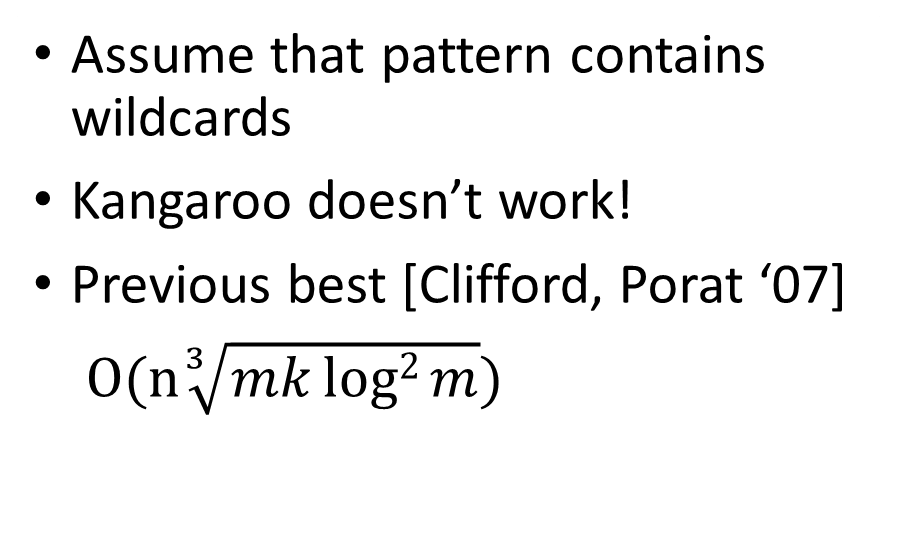 • Assume that pattern contains
wildcards
• Kangaroo doesn’t work!
• Previous best [Clifford, Porat ‘07]
O(n∛(mk log² m))